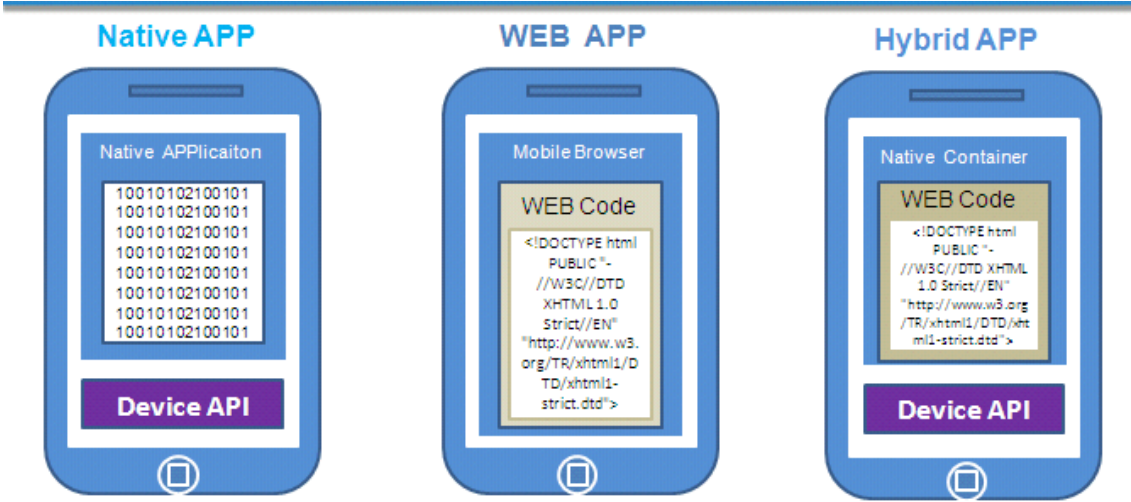 Native APP
Native APPlicaiton
10010102100101
10010102100101
10010102100101
10010102100101
10010102100101
10010102100101
10010102100101
10010102100101
Device API
WEB APP
Mobile Browser
WEB Code
<!DOCTYPE html
PUBLIC "-
//W3C//DTD
XHTML 1.0
Strict//EN"
"http://www.w3.
org/TR/xhtml1/D
TD/xhtml1-
strict.dtd">
Hybrid APP
Native Container
WEB Code
<!DOCTYPE html
PUBLIC "-
//W3C//DTD XHTML
1.0 Strict//EN"
"http://www.w3.org
/TR/xhtml1/DTD/xht
ml1-strict.dtd">
Device API